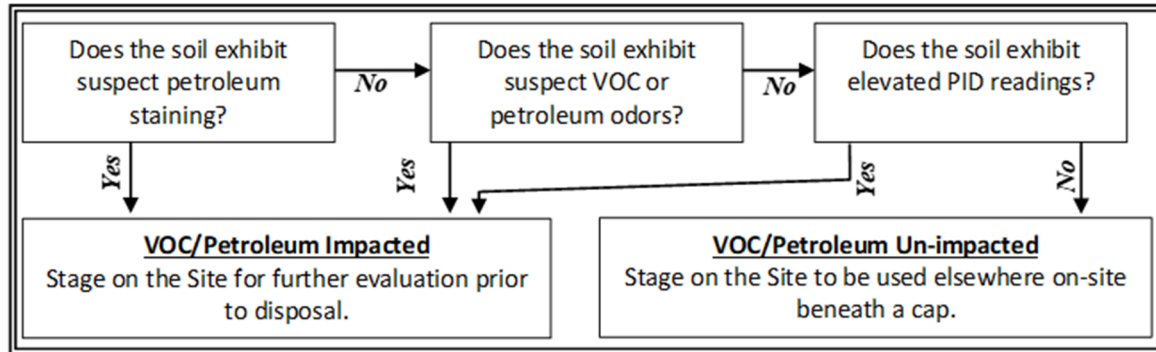 Does the soil exhibit
suspect petroleum
staining?
No
Does the soil exhibit
suspect VOC or
petroleum odors?
No
Does the soil exhibit
elevated PID readings?
Yes
Yes
Yes
No
VOC/Petroleum Impacted
Stage on the Site for further evaluation prior
to disposal.
VOC/Petroleum Un-impacted
Stage on the Site to be used elsewhere on-site
beneath a cap.